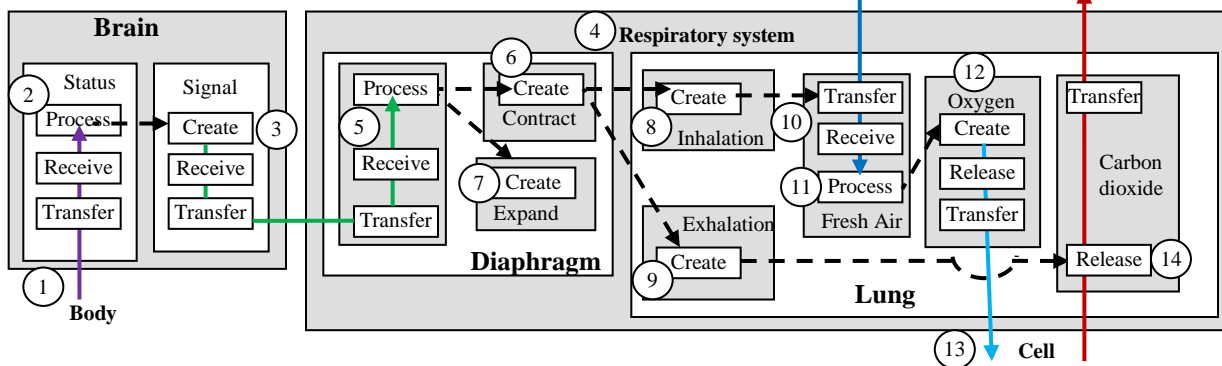 Brain
Status
2
Process
Receive
Transfer
1
Body
Signal
Create
3
Receive
Transfer
4
Respiratory system
Process
5
Receive
Transfer
6
Create
Contract
7
Create
Expand
Diaphragm
Create
8
Inhalation
Exhalation
Create
9
Lung
10
Transfer
Receive
11
Process
Fresh Air
12
Oxygen
Create
Release
Transfer
13
Cell
Transfer
Carbon
dioxide
Release
14